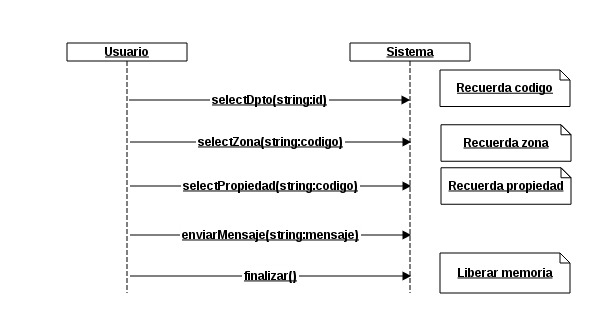 Usuario
Sistema
selectDpto(string:id)
Recuerda codigo
selectZona(string:codigo)
Recuerda zona
selectPropiedad(string:codigo)
Recuerda propiedad
enviarMensaje(string:mensaje)
finalizar()
Liberar memoria